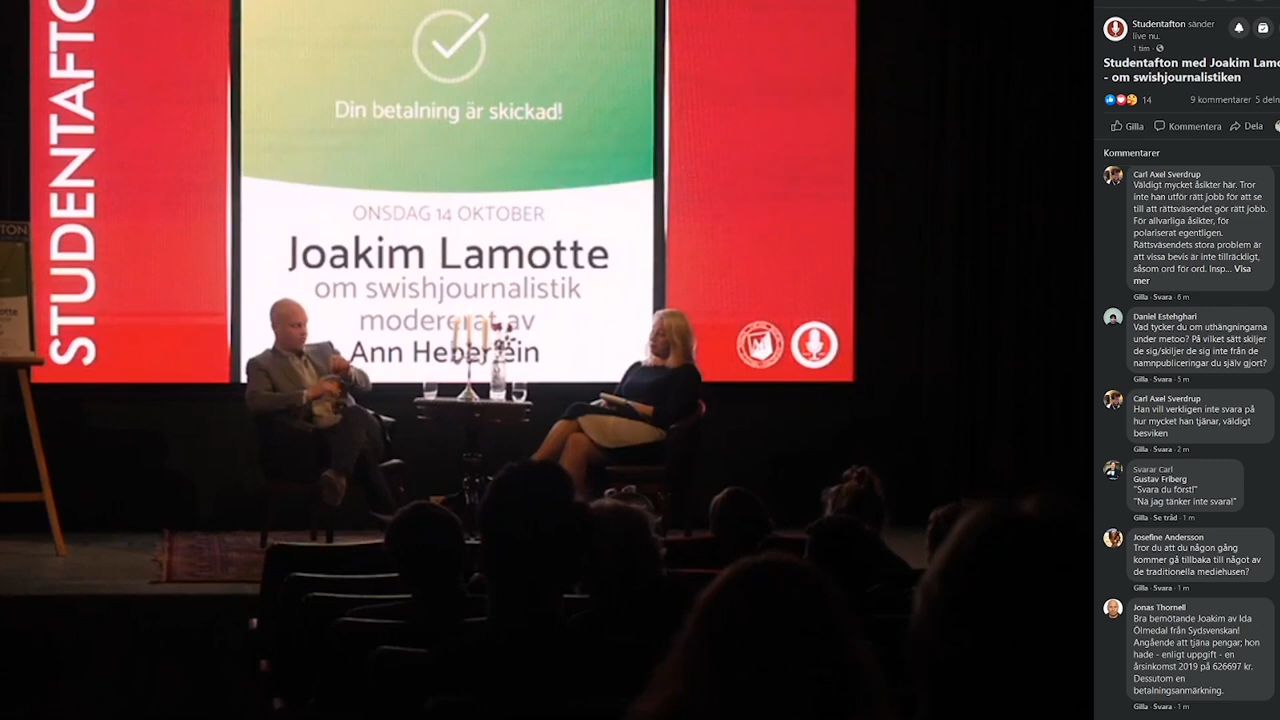 STUDENTAFTO
Din betalning är skickad!
ONSDAG 14 OKTOBER
Joakim Lamotte
om swishjournalistik
modererat av
Ann Heberlein
Studentafton sänder
live nu.
1 tim ·
Studentafton med Joakim Lamo
- om swishjournalistiken
14
9 kommentarer 5 deln
Gilla Kommentera Dela
Kommentarer
Carl Axel Sverdrup
Väldigt mycket åsikter här. Tror
inte han utför rätt jobb för att se
till att rättsväsendet gör rätt jobb.
För allvarliga åsikter, för
polariserat egentligen.
Rättsväsendets stora problem är
att vissa bevis är inte tillräckligt,
såsom ord för ord. Insp... Visa
mer
Gilla · Svara · 6 m
Daniel Estehghari
Vad tycker du om uthängningarna
under metoo? På vilket sätt skiljer
de sig/skiljer de sig inte från de
namnpubliceringar du själv gjort?
Gilla · Svara · 5 m
Carl Axel Sverdrup
Han vill verkligen inte svara på
hur mycket han tjänar, väldigt
besviken
Gilla · Svara · 2 m
Svarar Carl
Gustav Friberg
"Svara du först!"
"Nä jag tänker inte svara!"
Gilla · Se tråd · 1 m
Josefine Andersson
Tror du att du någon gång
kommer gå tillbaka till något av
de traditionella mediehusen?
Gilla · Svara · 1 m
Jonas Thornell
Bra bemötande Joakim av Ida
Ölmedal från Sydsvenskan!
Angående att tjäna pengar; hon
hade - enligt uppgift - en
årsinkomst 2019 på 626697 kr.
Dessutom en
betalningsanmärkning.
Gilla · Svara · 1 m